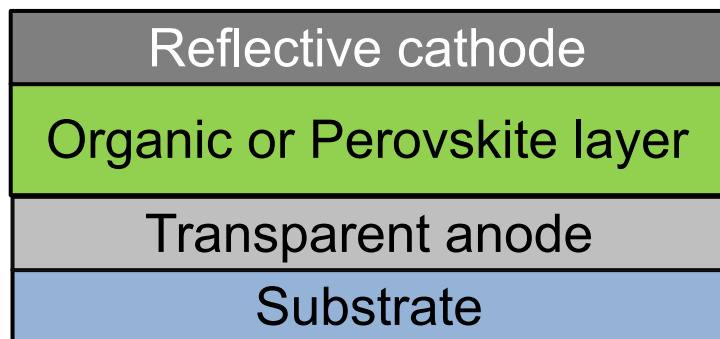 Reflective cathode
Organic or Perovskite layer
Transparent anode
Substrate